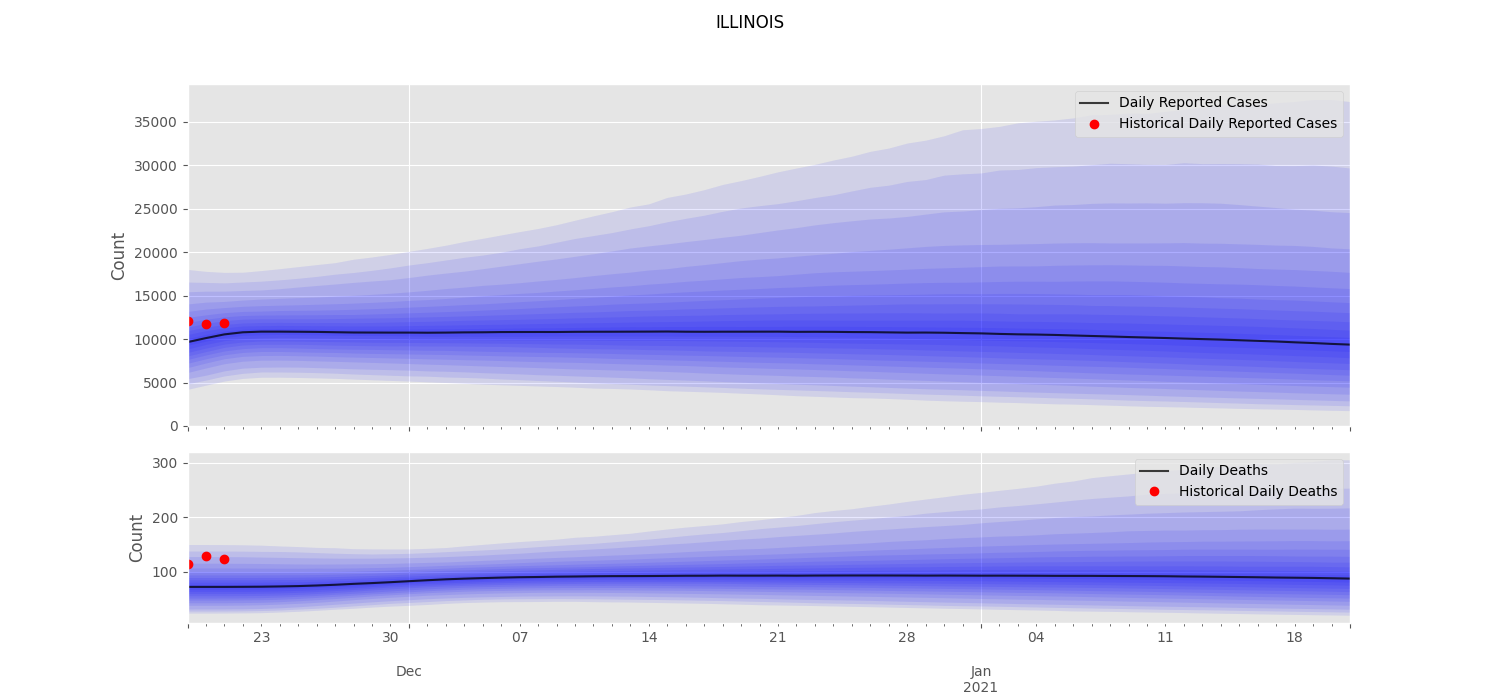 ILLINOIS
Count
35000
30000
25000
20000
15000
10000
5000
0
Daily Reported Cases
Historical Daily Reported Cases
Count
300
200
100
Daily Deaths
Historical Daily Deaths
23 30 07 14 21 28 04 11 18
Dec Jan
2021